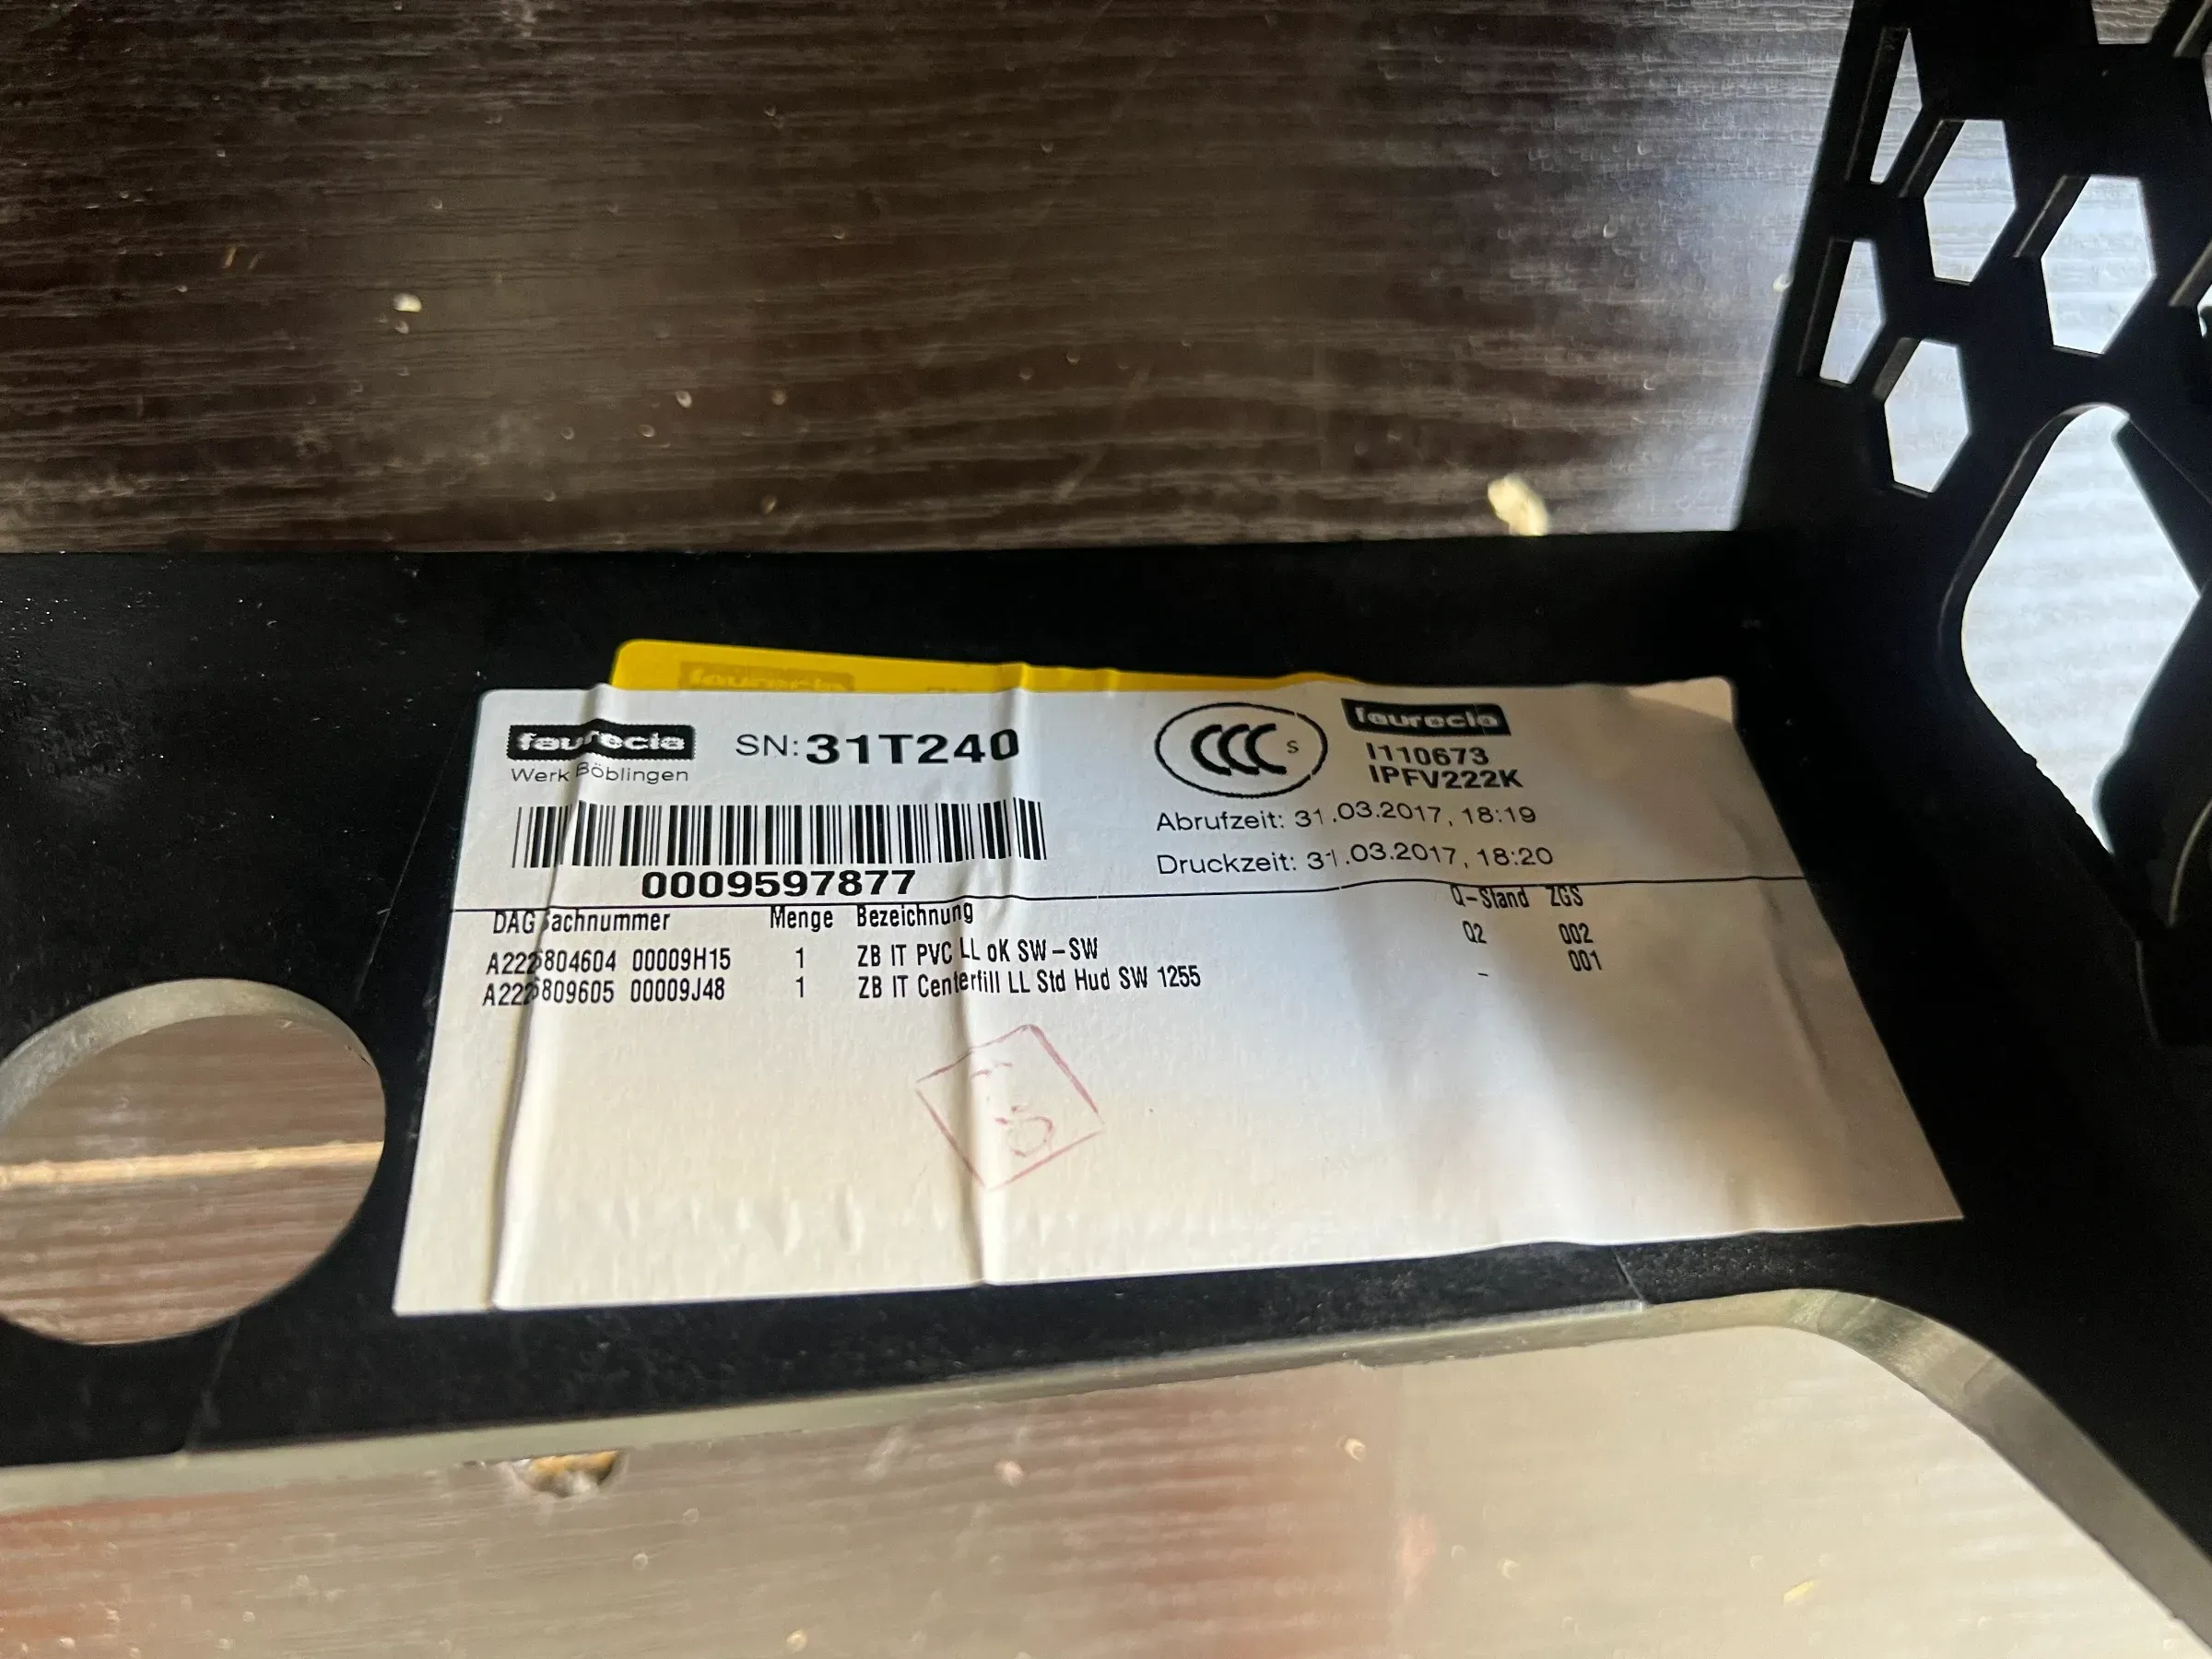 faurecia
faurecia
Werk Böblingen
SN: 31T240
CCC S
faurecia
I110673
IPFV222K
Abrufzeit: 31.03.2017, 18:19
Druckzeit: 31.03.2017, 18:20
0009597877
DAG Sachnummer Menge Bezeichnung Q-Stand ZGS
A2226804604 00009H15 1 ZB IT PVC LL oK SW-SW Q2 002
A2226809605 00009J48 1 ZB IT Centerfill LL Std Hud SW 1255 - 001